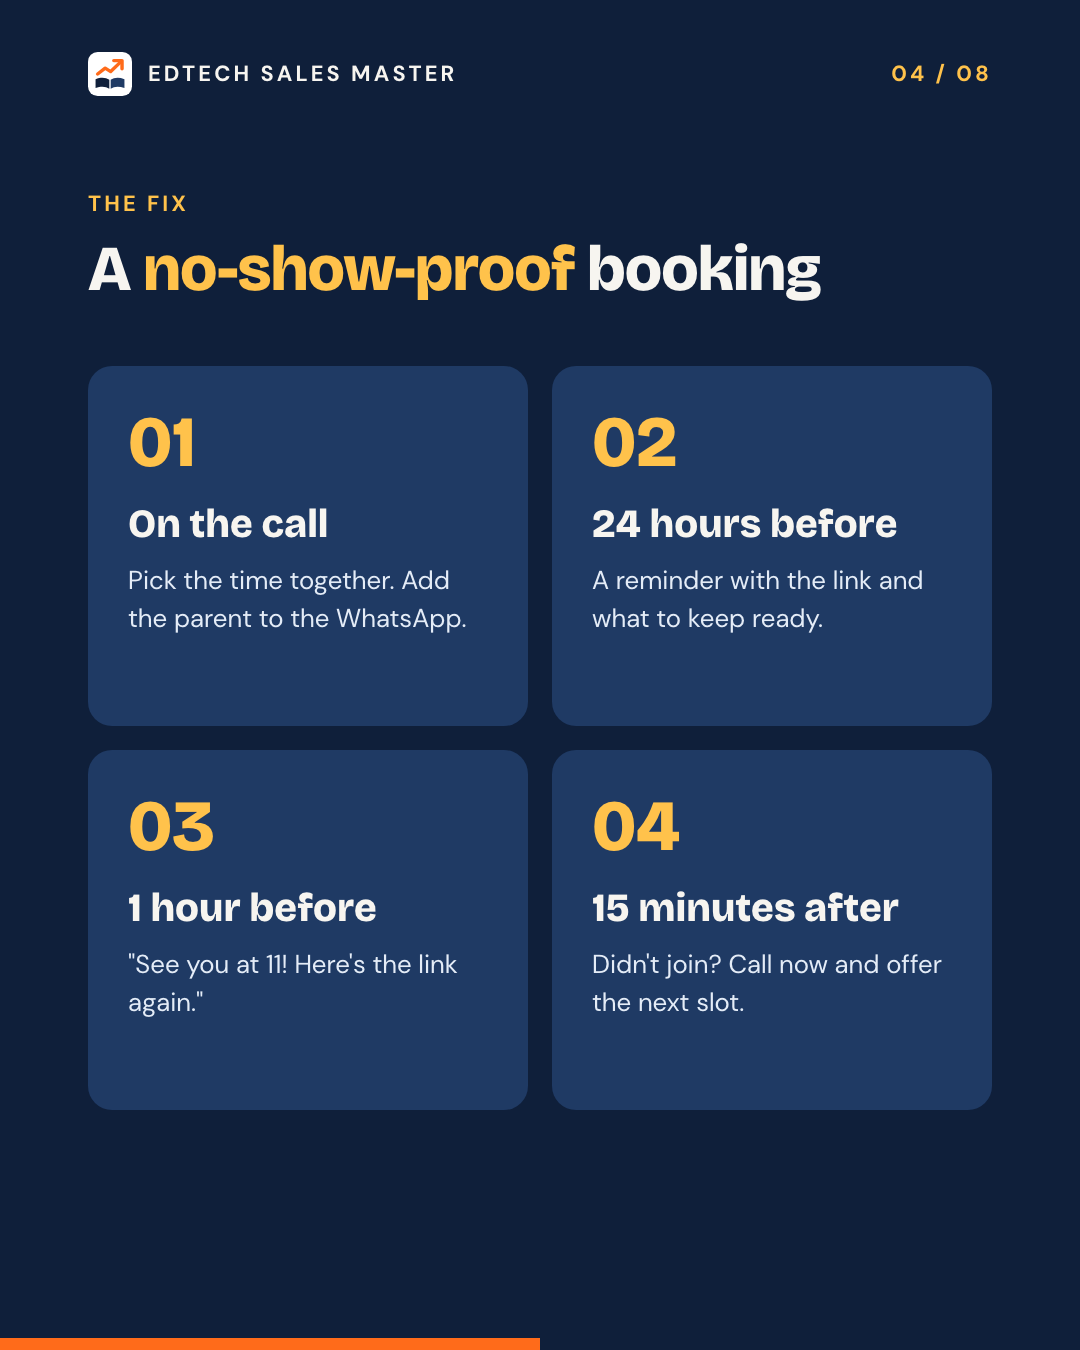 EDTECH SALES MASTER
04 / 08
THE FIX
A no-show-proof booking
01
On the call
Pick the time together. Add
the parent to the WhatsApp.
02
24 hours before
A reminder with the link and
what to keep ready.
03
1 hour before
"See you at 11! Here's the link
again."
04
15 minutes after
Didn't join? Call now and offer
the next slot.